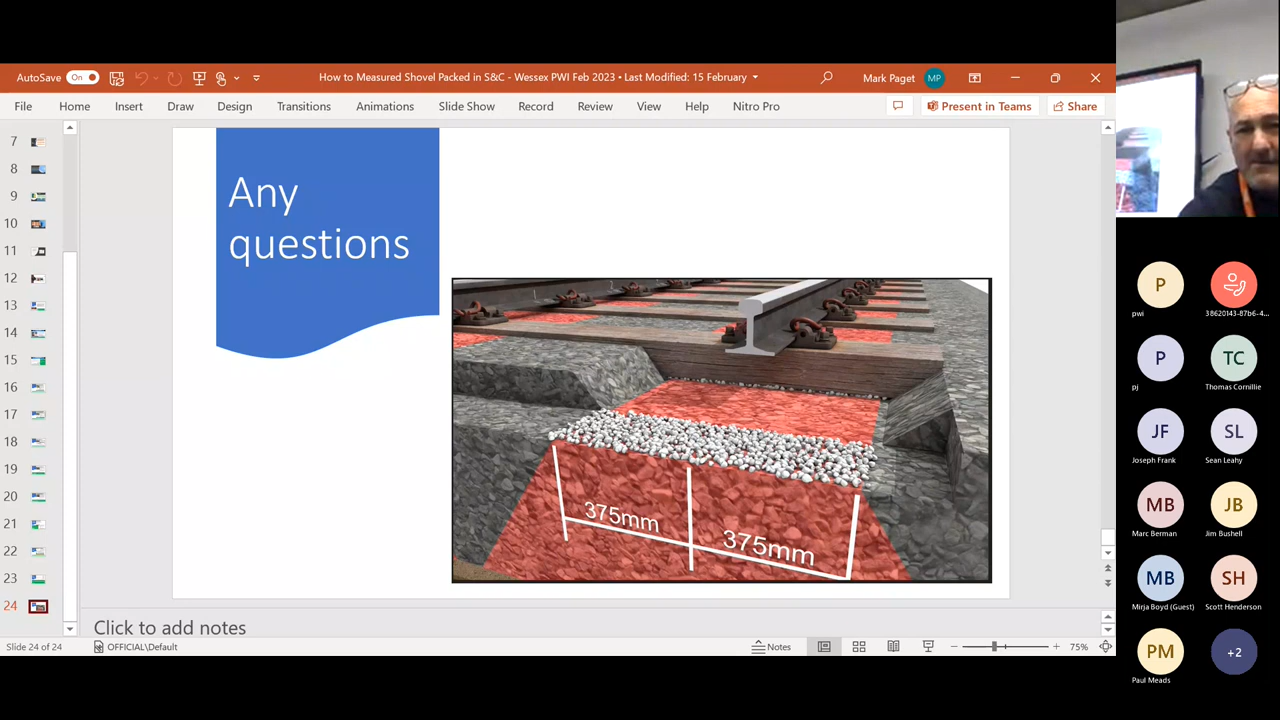 AutoSave On
How to Measured Shovel Packed in S&C - Wessex PWI Feb 2023 • Last Modified: 15 February
Mark Paget MP
File Home Insert Draw Design Transitions Animations Slide Show Record Review View Help Nitro Pro
Present in Teams Share
7
8
9
10
11
12
13
14
15
16
17
18
19
20
21
22
23
24
Any
questions
375mm
375mm
Click to add notes
Slide 24 of 24 OFFICIAL\Default Notes 75%
P
pwi
38620143-87b6-4...
P
pj
TC
Thomas Cornillie
JF
Joseph Frank
SL
Sean Leahy
MB
Marc Berman
JB
Jim Bushell
MB
Mirja Boyd (Guest)
SH
Scott Henderson
PM
Paul Meads
+2